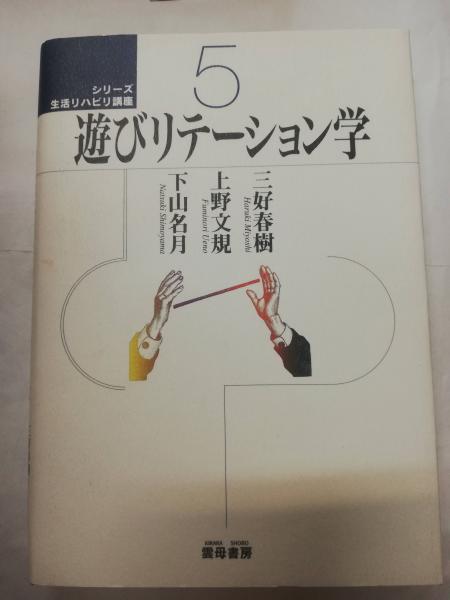 シリーズ
生活リハビリ講座
5
遊びリテーション学
三好春樹
Haruki Miyoshi
上野文規
Fuminori Ueno
下山名月
Natsuki Shimoyama
KIRARA SHOBO
雲母書房